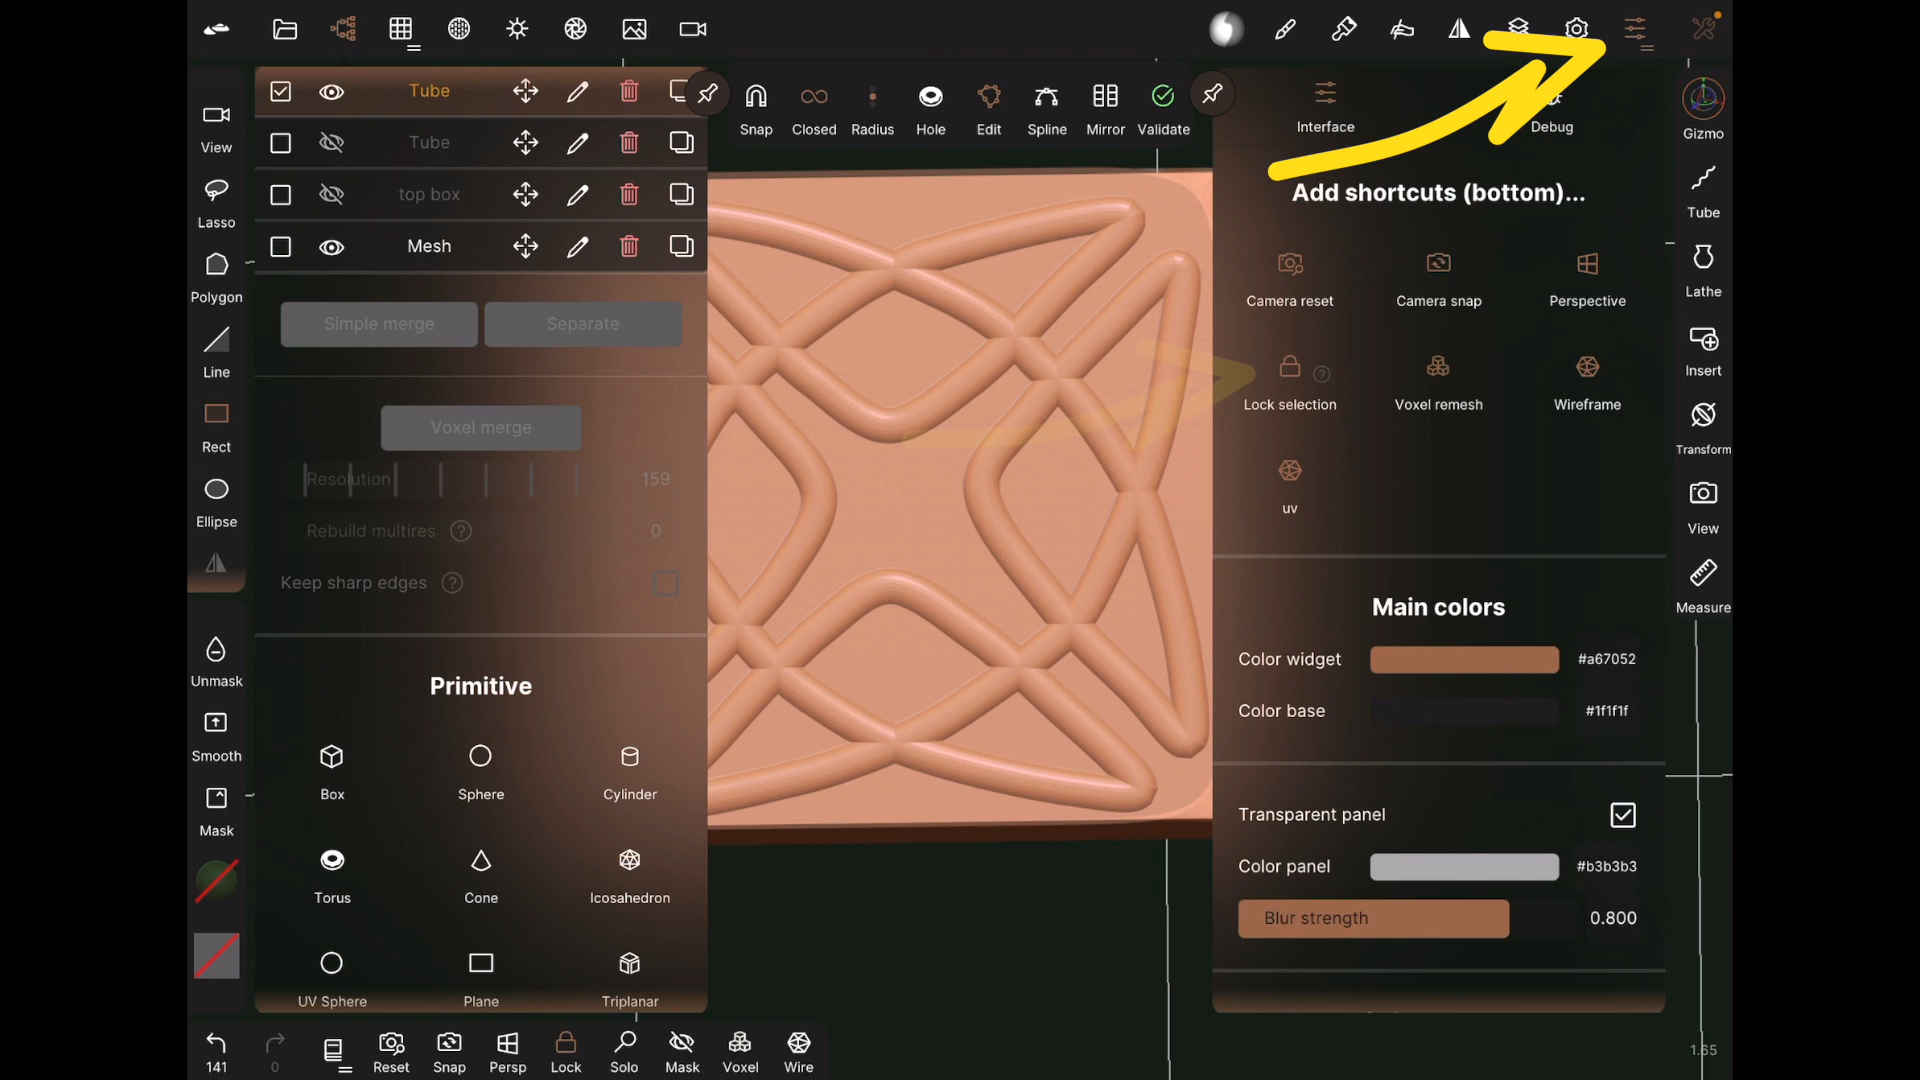 View
Lasso
Polygon
Line
Rect
Ellipse
Unmask
Smooth
Mask
Tube
Tube
top box
Mesh
Simple merge
Separate
Voxel merge
Resolution
159
Rebuild multires ?
0
Keep sharp edges ?
Primitive
Box
Sphere
Cylinder
Torus
Cone
Icosahedron
UV Sphere
Plane
Triplanar
Snap
Closed
Radius
Hole
Edit
Spline
Mirror
Validate
Interface
Debug
Add shortcuts (bottom)...
Camera reset
Camera snap
Perspective
Lock selection
?
Voxel remesh
Wireframe
uv
Main colors
Color widget
#a67052
Color base
#1f1f1f
Transparent panel
Color panel
#b3b3b3
Blur strength
0.800
Gizmo
Tube
Lathe
Insert
Transform
View
Measure
141
0
Reset
Snap
Persp
Lock
Solo
Mask
Voxel
Wire
1.65